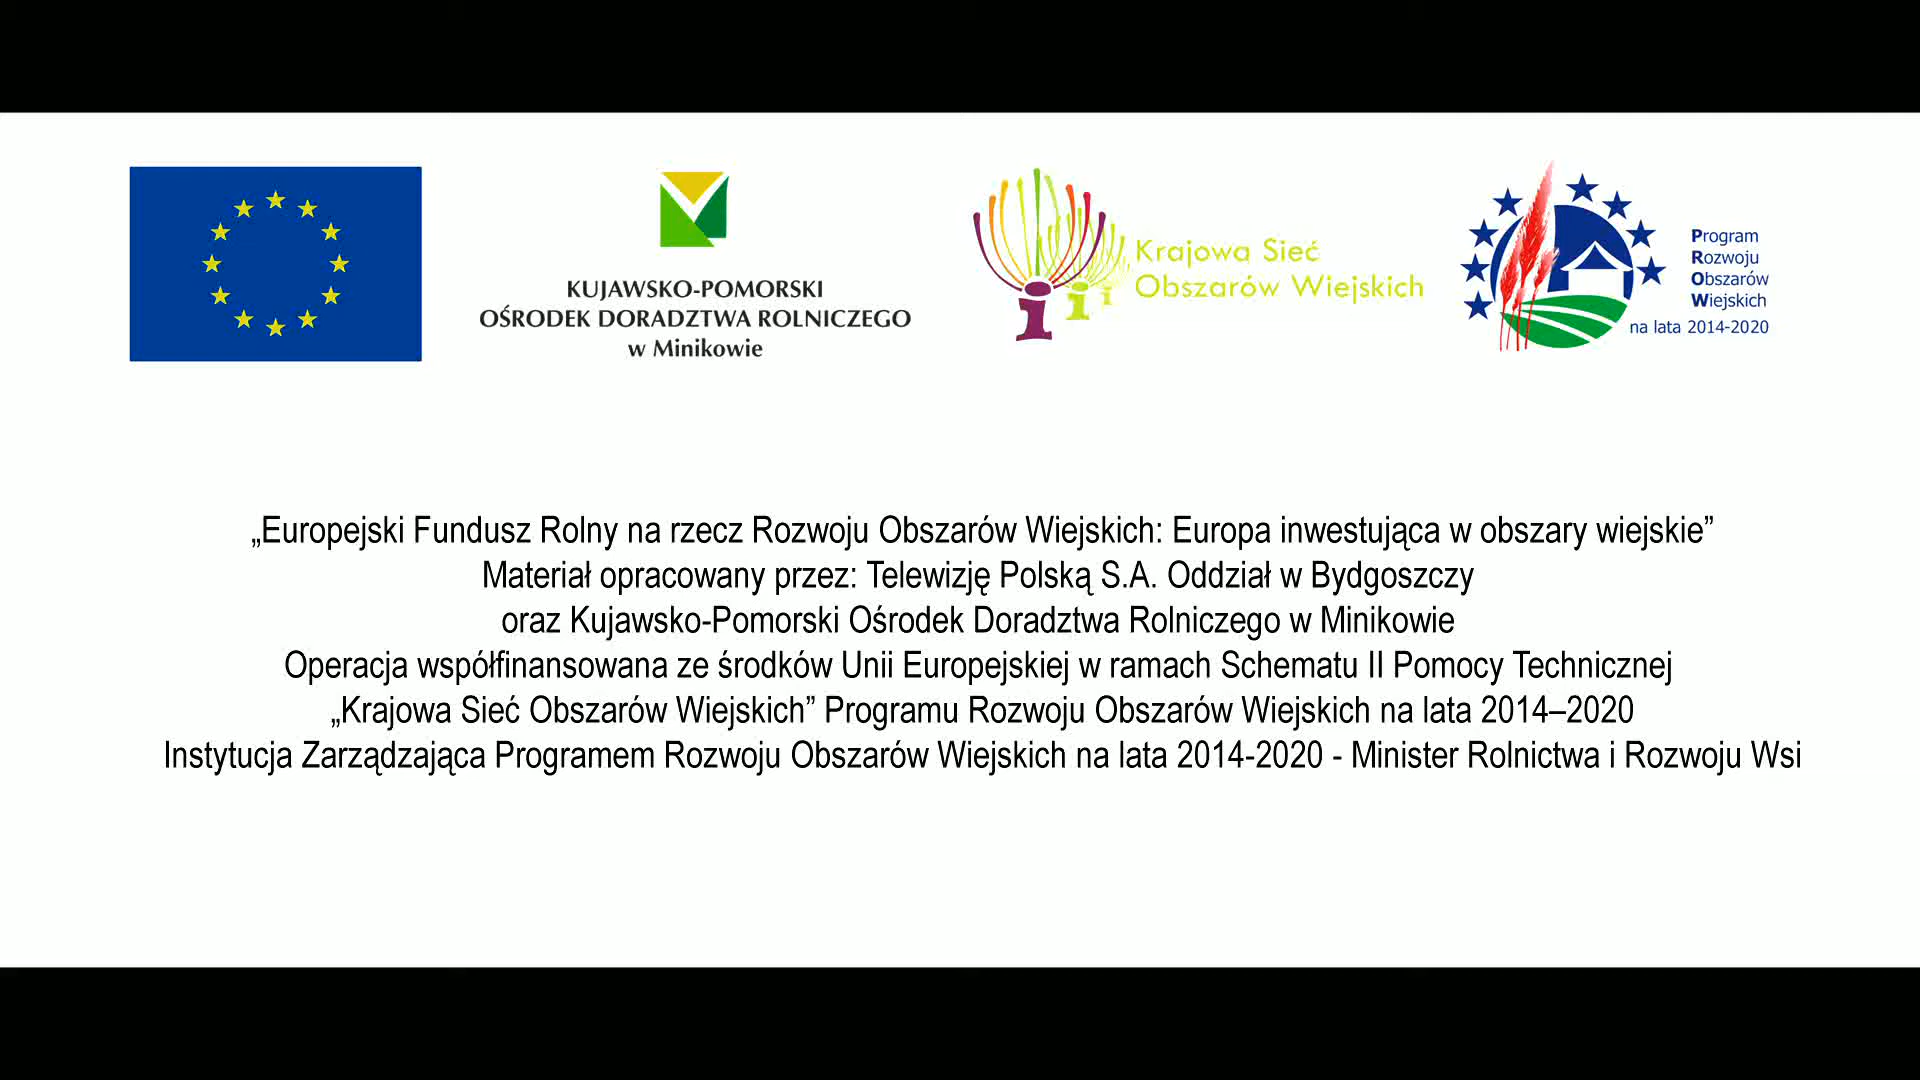 KUJAWSKO-POMORSKI
OŚRODEK DORADZTWA ROLNICZEGO
w Minikowie
Krajowa Sieć
Obszarów Wiejskich
Program
Rozwoju
Obszarów
Wiejskich
na lata 2014-2020
„Europejski Fundusz Rolny na rzecz Rozwoju Obszarów Wiejskich: Europa inwestująca w obszary wiejskie”
Materiał opracowany przez: Telewizję Polską S.A. Oddział w Bydgoszczy
oraz Kujawsko-Pomorski Ośrodek Doradztwa Rolniczego w Minikowie
Operacja współfinansowana ze środków Unii Europejskiej w ramach Schematu II Pomocy Technicznej
„Krajowa Sieć Obszarów Wiejskich” Programu Rozwoju Obszarów Wiejskich na lata 2014–2020
Instytucja Zarządzająca Programem Rozwoju Obszarów Wiejskich na lata 2014-2020 - Minister Rolnictwa i Rozwoju Wsi